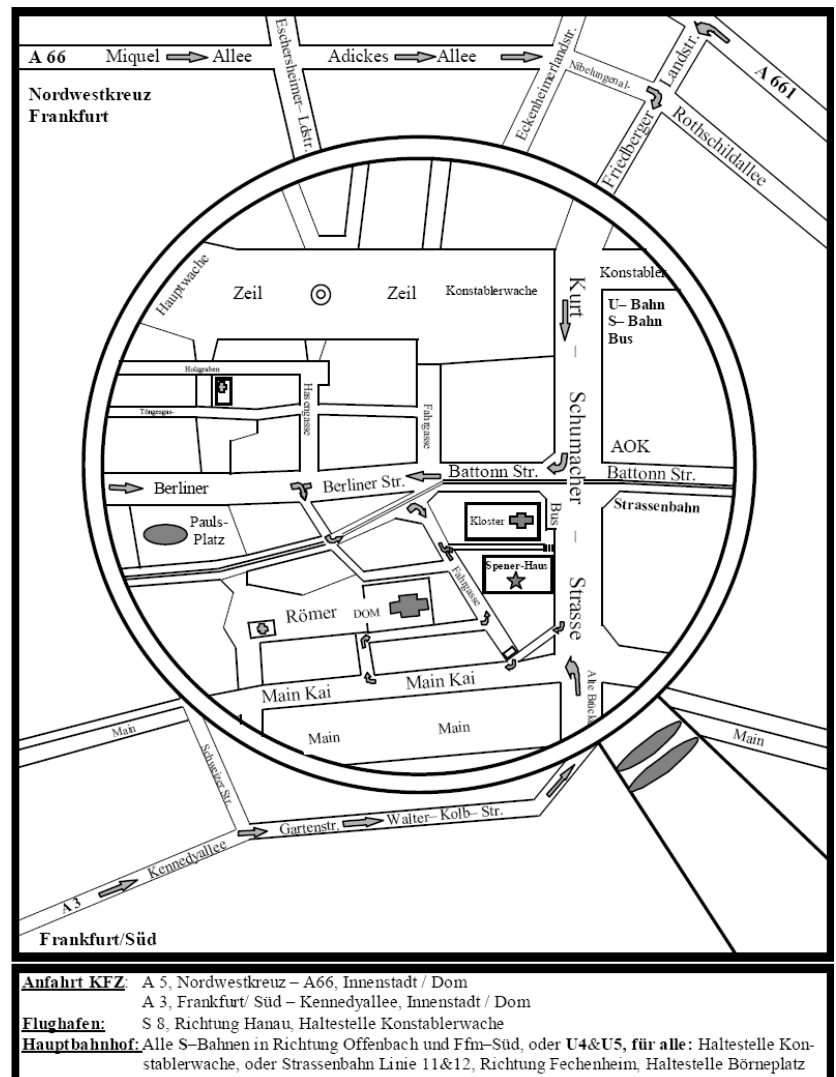 A 66 Miquel Allee Adickes Allee
Eschersheimer– Ldstr.
Eckenheimerlandstr.
Nibelungenal-
Friedberger Landstr.
A 661
Rothschildallee
Nordwestkreuz
Frankfurt
Hauptwache
Zeil Zeil Konstablerwache
Konstabler
U– Bahn
S– Bahn
Bus
Kurt – Schumacher – Strasse
Holzgraben
Töngesgas-
Hasengasse
Fahrgasse
AOK
Berliner Berliner Str. Battonn Str. Battonn Str.
Strassenbahn
Pauls-
Platz
Kloster
Bus
Spener-Haus
Fahrgasse
Römer DOM
Main Kai Main Kai
Alte Brücke
Main Main Main Main
Schweizer Str.
Gartenstr. Walter– Kolb– Str.
Kennedyallee
A 3
Frankfurt/Süd
Anfahrt KFZ: A 5, Nordwestkreuz – A66, Innenstadt / Dom
A 3, Frankfurt/ Süd – Kennedyallee, Innenstadt / Dom
Flughafen: S 8, Richtung Hanau, Haltestelle Konstablerwache
Hauptbahnhof: Alle S–Bahnen in Richtung Offenbach und Ffm–Süd, oder U4&U5, für alle: Haltestelle Kon-
stablerwache, oder Strassenbahn Linie 11&12, Richtung Fechenheim, Haltestelle Börneplatz